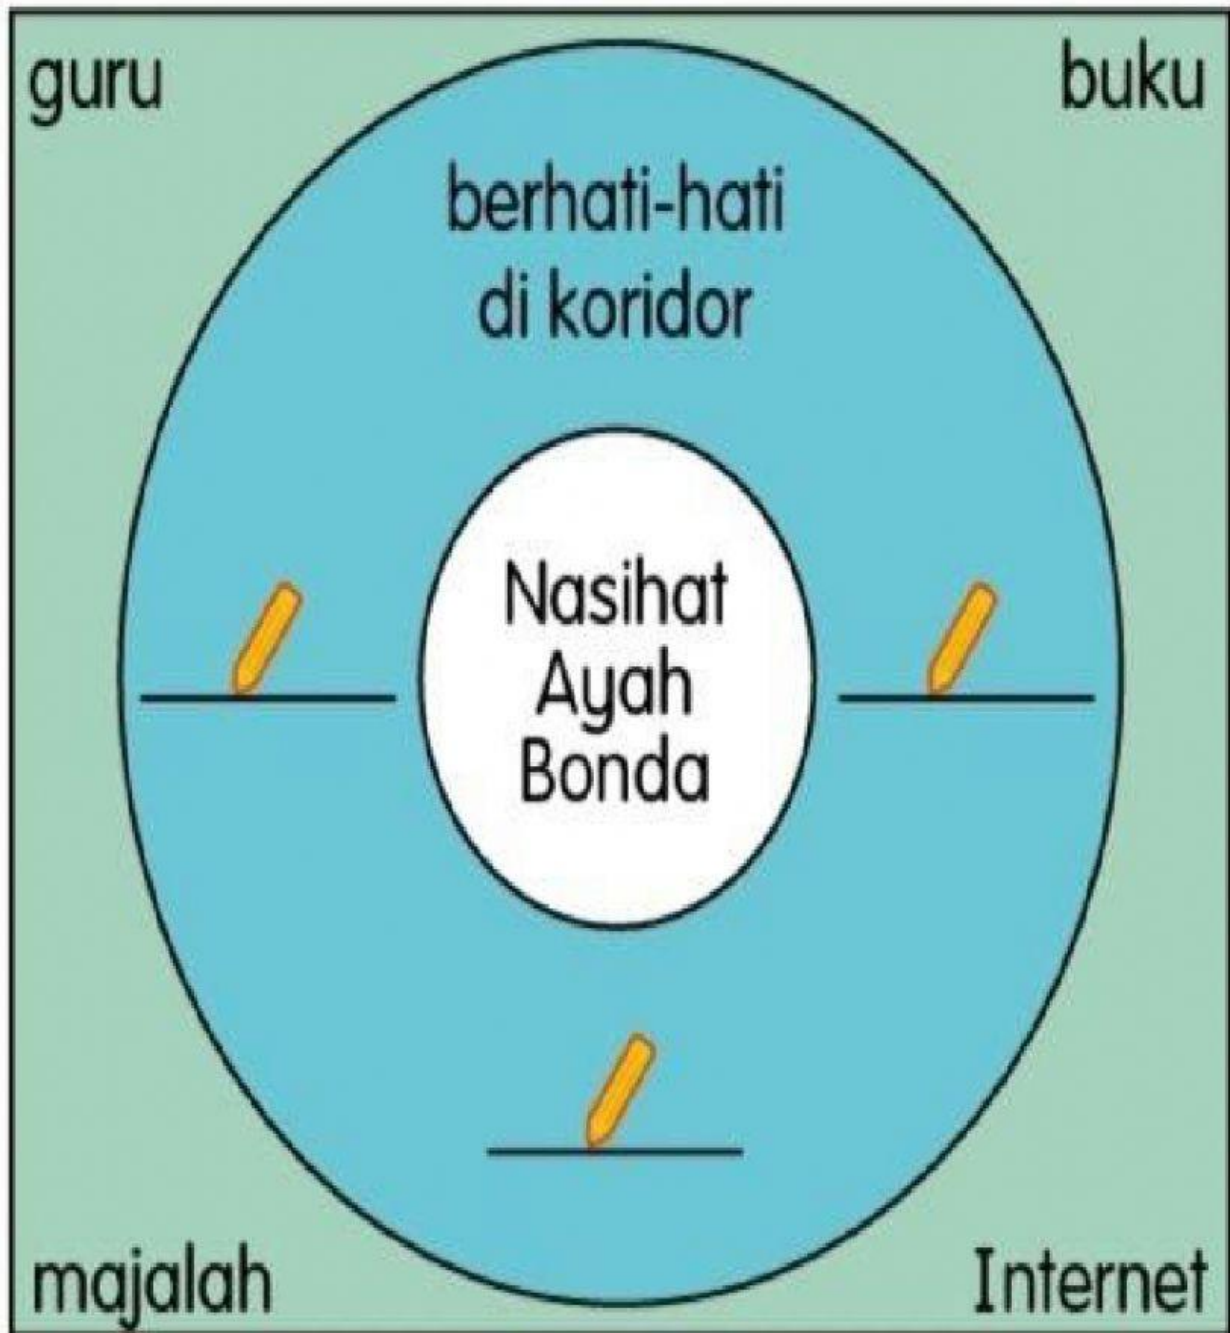 guru
buku
berhati-hati
di koridor
Nasihat
Ayah
Bonda
majalah
Internet